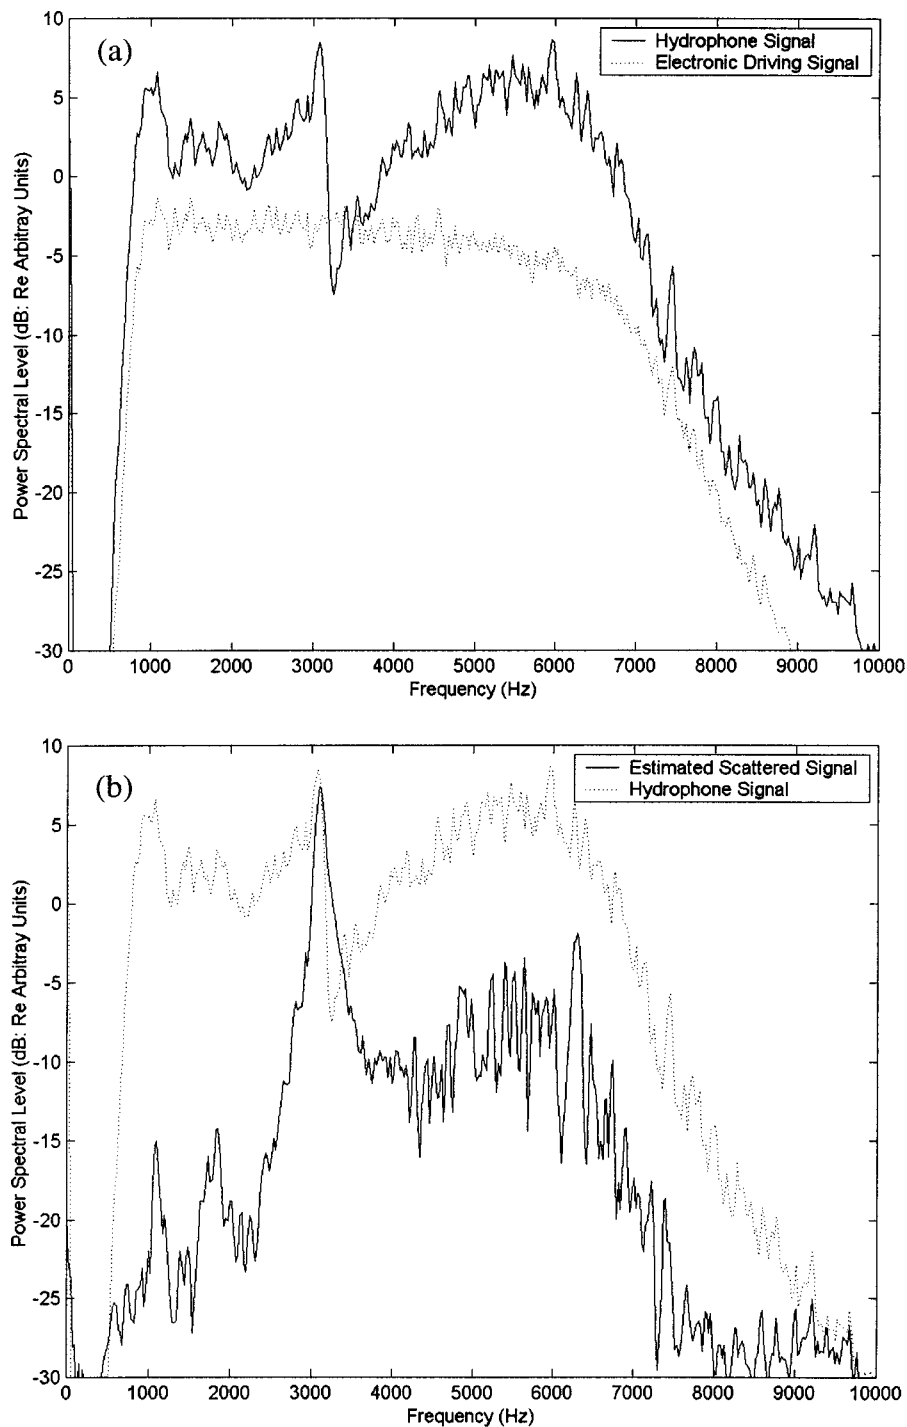 (a)
Hydrophone Signal
Electronic Driving Signal
Power Spectral Level (dB: Re Arbitray Units)
10
5
0
-5
-10
-15
-20
-25
-30
0 1000 2000 3000 4000 5000 6000 7000 8000 9000 10000
Frequency (Hz)
(b)
Estimated Scattered Signal
Hydrophone Signal
Power Spectral Level (dB: Re Arbitray Units)
10
5
0
-5
-10
-15
-20
-25
-30
0 1000 2000 3000 4000 5000 6000 7000 8000 9000 10000
Frequency (Hz)